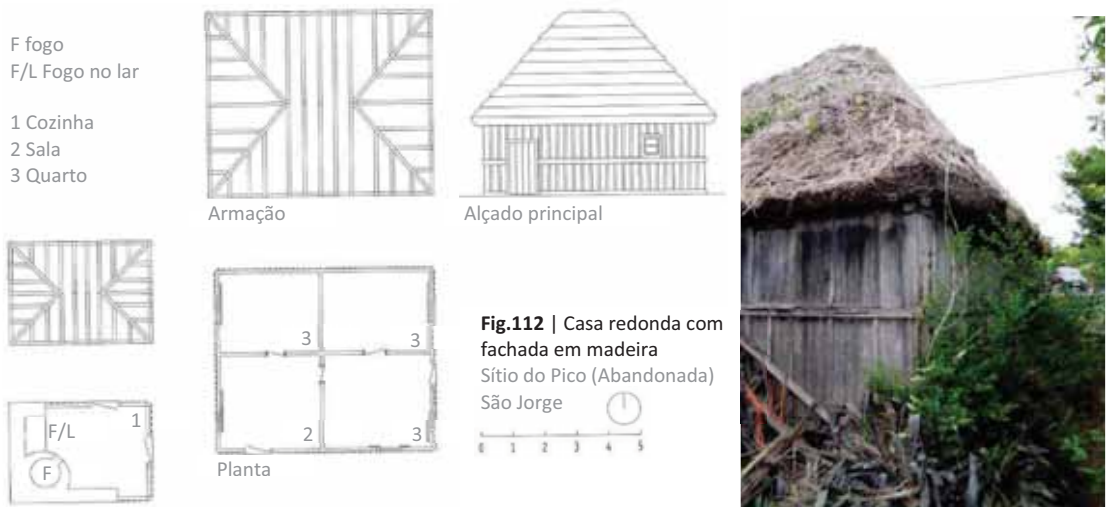 F fogo
F/L Fogo no lar
1 Cozinha
2 Sala
3 Quarto
Armação
Alçado principal
3
3
2
3
Planta
F/L
1
F
Fig.112 | Casa redonda com
fachada em madeira
Sítio do Pico (Abandonada)
São Jorge
0 1 2 3 4 5